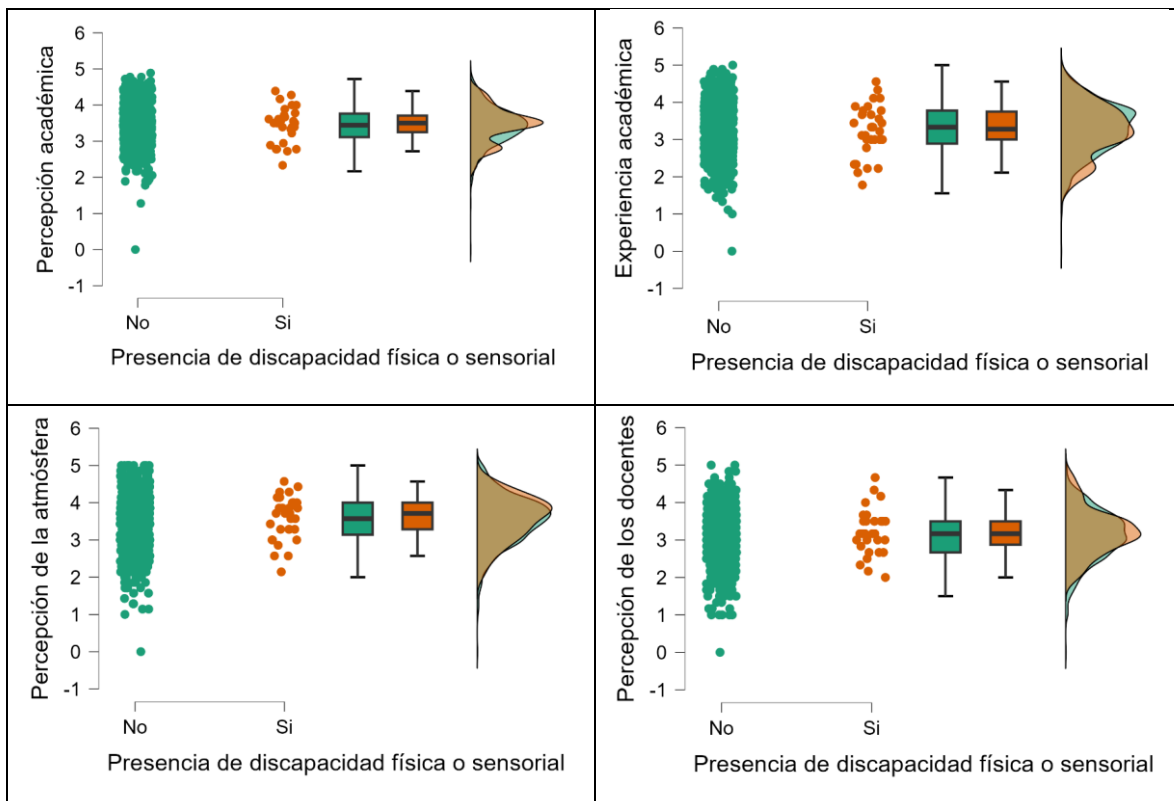 Percepción académica
6
5
4
3
2
1
0
-1
No
Si
Presencia de discapacidad física o sensorial
Experiencia académica
6
5
4
3
2
1
0
-1
No
Si
Presencia de discapacidad física o sensorial
Percepción de la atmósfera
6
5
4
3
2
1
0
-1
No
Si
Presencia de discapacidad física o sensorial
Percepción de los docentes
6
5
4
3
2
1
0
-1
No
Si
Presencia de discapacidad física o sensorial